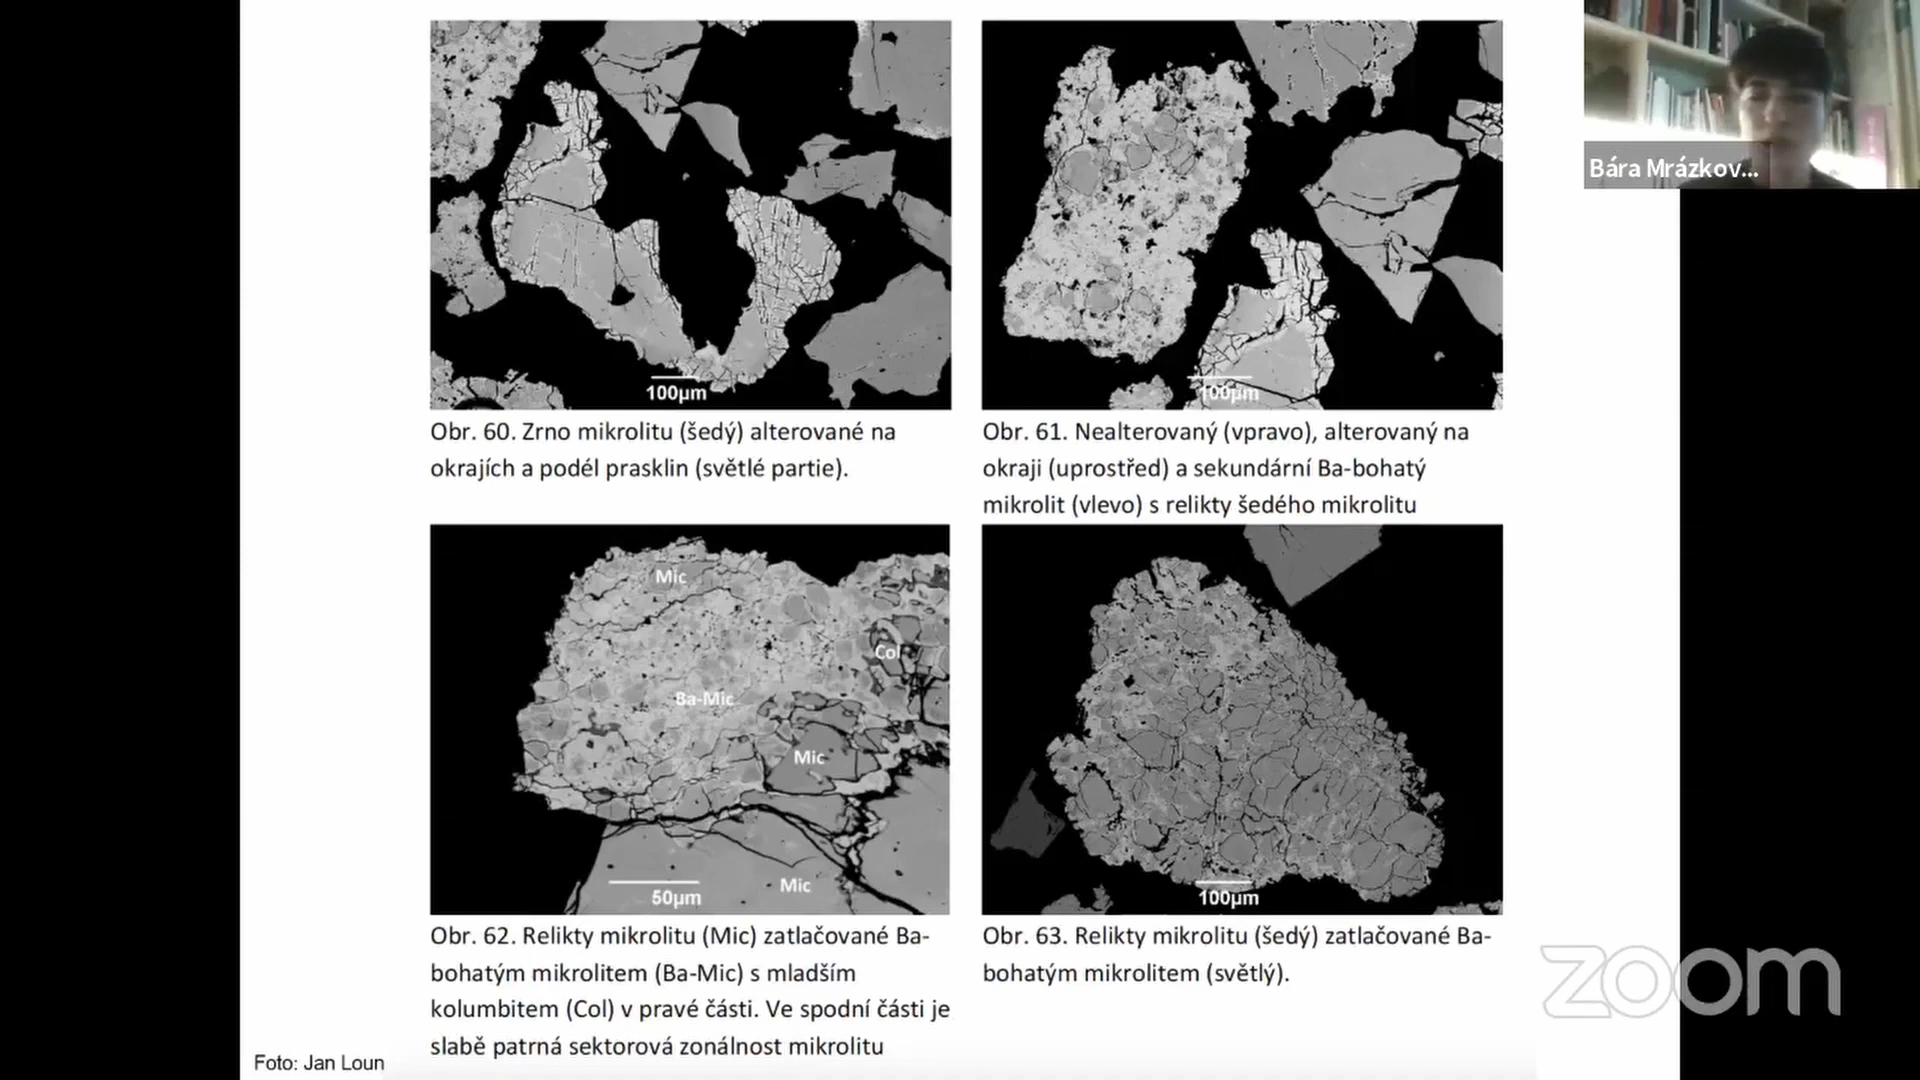 Bára Mrázkov...
100µm
100µm
Obr. 60. Zrno mikrolitu (šedý) alterované na
okrajích a podél prasklin (světlé partie).
Obr. 61. Nealterovaný (vpravo), alterovaný na
okraji (uprostřed) a sekundární Ba-bohatý
mikrolit (vlevo) s relikty šedého mikrolitu
Mic
Col
Ba-Mic
Mic
Mic
50µm
100µm
Obr. 62. Relikty mikrolitu (Mic) zatlačované Ba-
bohatým mikrolitem (Ba-Mic) s mladším
kolumbitem (Col) v pravé části. Ve spodní části je
slabě patrná sektorová zonálnost mikrolitu
Obr. 63. Relikty mikrolitu (šedý) zatlačované Ba-
bohatým mikrolitem (světlý).
zoom
Foto: Jan Loun